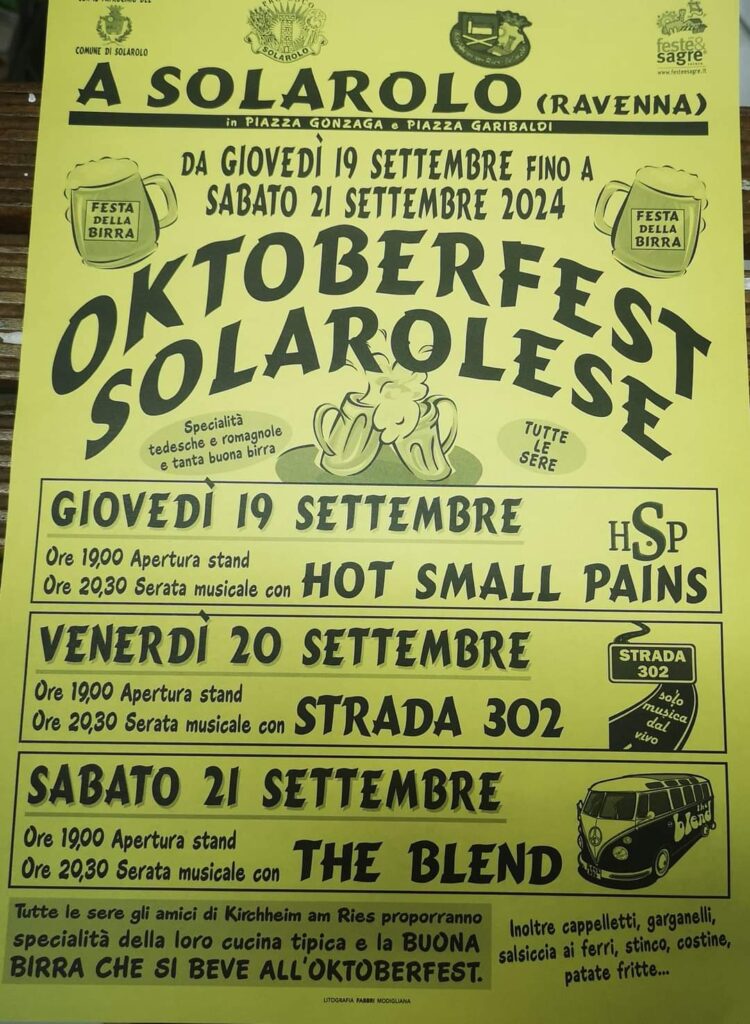 COMUNE DI SOLAROLO
SOLAROLO
feste&
sagre
www.festeesagre.it
A SOLAROLO (RAVENNA)
in PIAZZA GONZAGA e PIAZZA GARIBALDI
DA GIOVEDÌ 19 SETTEMBRE FINO A
SABATO 21 SETTEMBRE 2024
FESTA
DELLA
BIRRA
FESTA
DELLA
BIRRA
OKTOBERFEST
SOLAROLESE
Specialità
tedesche e romagnole
e tanta buona birra
TUTTE
LE
SERE
GIOVEDÌ 19 SETTEMBRE
HSP
Ore 19,00 Apertura stand
Ore 20,30 Serata musicale con HOT SMALL PAINS
VENERDÌ 20 SETTEMBRE
STRADA
302
Ore 19,00 Apertura stand
Ore 20,30 Serata musicale con STRADA 302
solo
musica
dal
vivo
SABATO 21 SETTEMBRE
the
blend
Ore 19,00 Apertura stand
Ore 20,30 Serata musicale con THE BLEND
Tutte le sere gli amici di Kirchheim am Ries proporranno
specialità della loro cucina tipica e la BUONA
BIRRA CHE SI BEVE ALL'OKTOBERFEST.
Inoltre cappelletti, garganelli,
salsiccia ai ferri, stinco, costine,
patate fritte...
LITOGRAFIA FABBRI MODIGLIANA